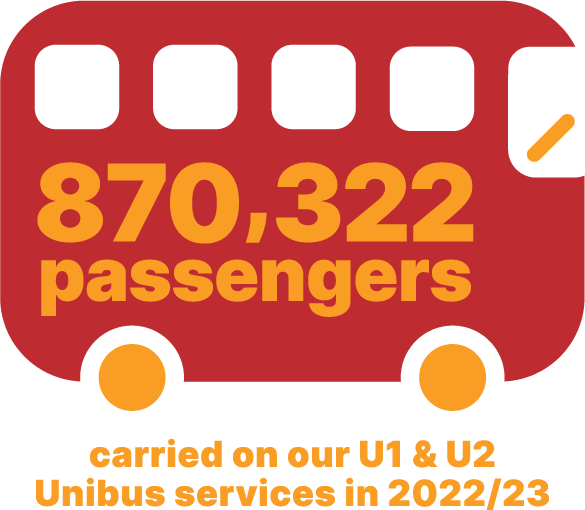 870,322
passengers
carried on our U1 & U2
Unibus services in 2022/23